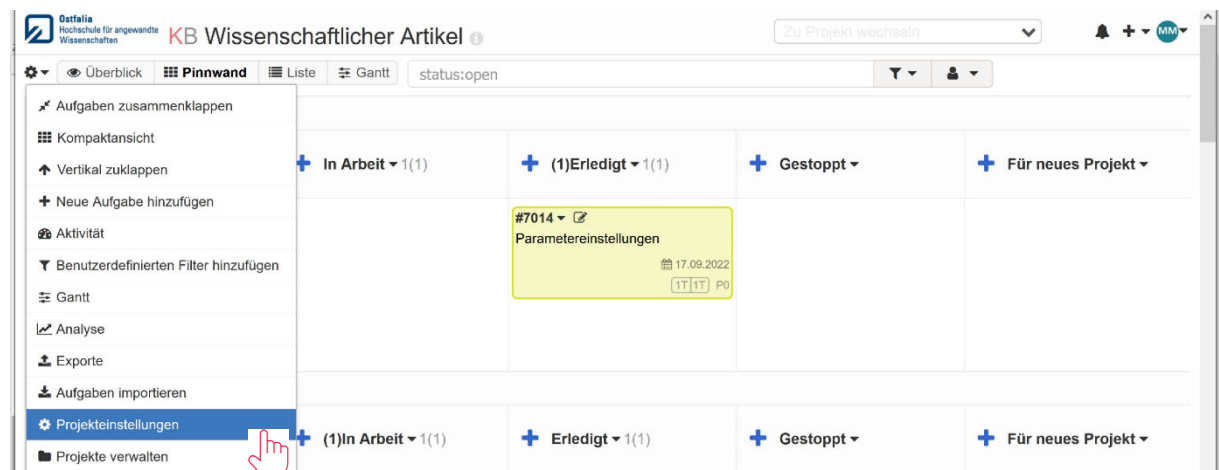 Ostfalia
Hochschule für angewandte
Wissenschaften
KB Wissenschaftlicher Artikel
Zu Projekt wechseln
MM
Überblick
Pinnwand
Liste
Gantt
status:open
Aufgaben zusammenklappen
Kompaktansicht
Vertikal zuklappen
Neue Aufgabe hinzufügen
Aktivität
Benutzerdefinierten Filter hinzufügen
Gantt
Analyse
Exporte
Aufgaben importieren
Projekteinstellungen
Projekte verwalten
In Arbeit 1(1)
(1)Erledigt 1(1)
Gestoppt
Für neues Projekt
#7014
Parametereinstellungen
17.09.2022
1T 1T P0
(1)In Arbeit 1(1)
Erledigt 1(1)
Gestoppt
Für neues Projekt